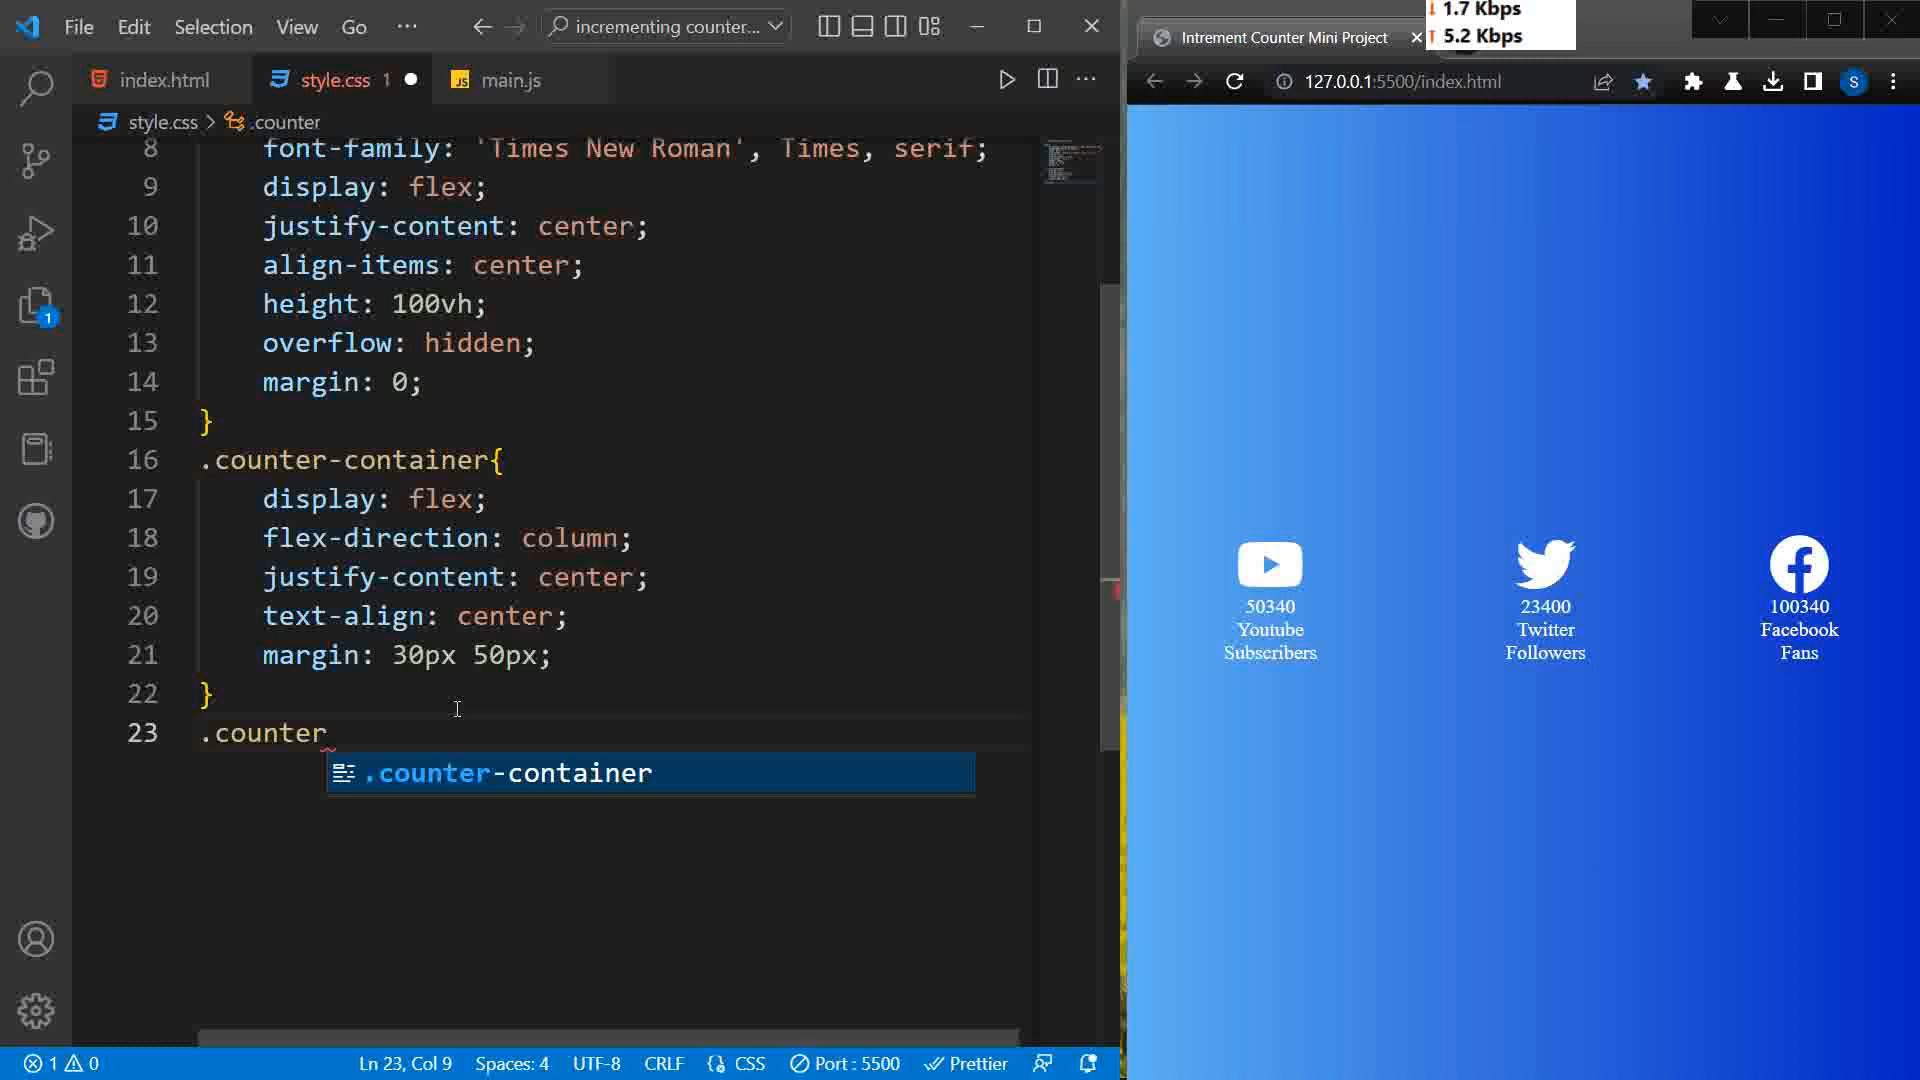 File Edit Selection View Go ···
incrementing counter...
index.html
style.css 1
main.js
style.css > .counter
8 font-family: 'Times New Roman', Times, serif;
9 display: flex;
10 justify-content: center;
11 align-items: center;
12 height: 100vh;
13 overflow: hidden;
14 margin: 0;
15 }
16 .counter-container{
17 display: flex;
18 flex-direction: column;
19 justify-content: center;
20 text-align: center;
21 margin: 30px 50px;
22 }
23 .counter
.counter-container
1
1 0
Ln 23, Col 9 Spaces: 4 UTF-8 CRLF CSS Port : 5500 Prettier
1.7 Kbps
5.2 Kbps
Intrement Counter Mini Project
127.0.0.1:5500/index.html
S
50340
Youtube
Subscribers
23400
Twitter
Followers
100340
Facebook
Fans